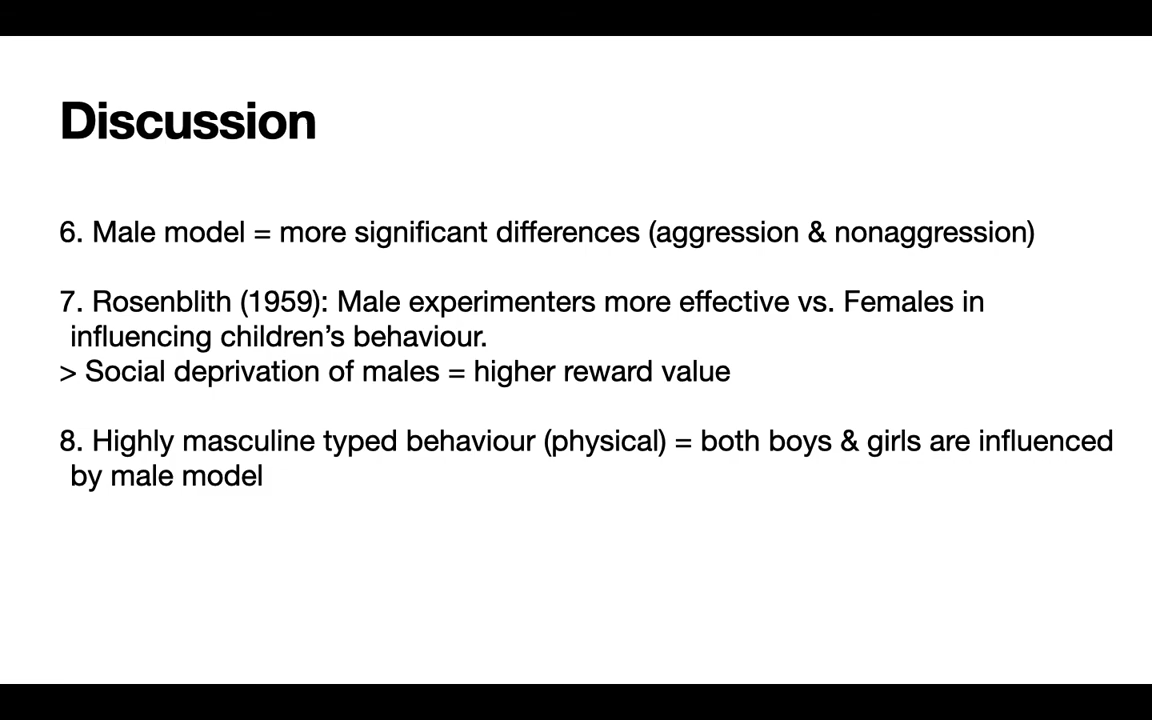 Discussion
6. Male model = more significant differences (aggression & nonaggression)
7. Rosenblith (1959): Male experimenters more effective vs. Females in
influencing children’s behaviour.
> Social deprivation of males = higher reward value
8. Highly masculine typed behaviour (physical) = both boys & girls are influenced
by male model